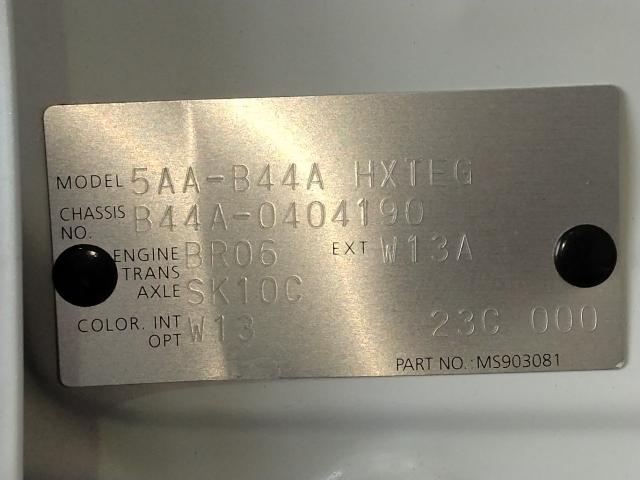 MODEL 5AA-B44A HXTEG
CHASSIS NO. B44A-0404190
ENGINE BR06 EXT W13A
TRANS AXLE SK10C
COLOR. INT OPT W13 23C 000
PART NO.:MS903081